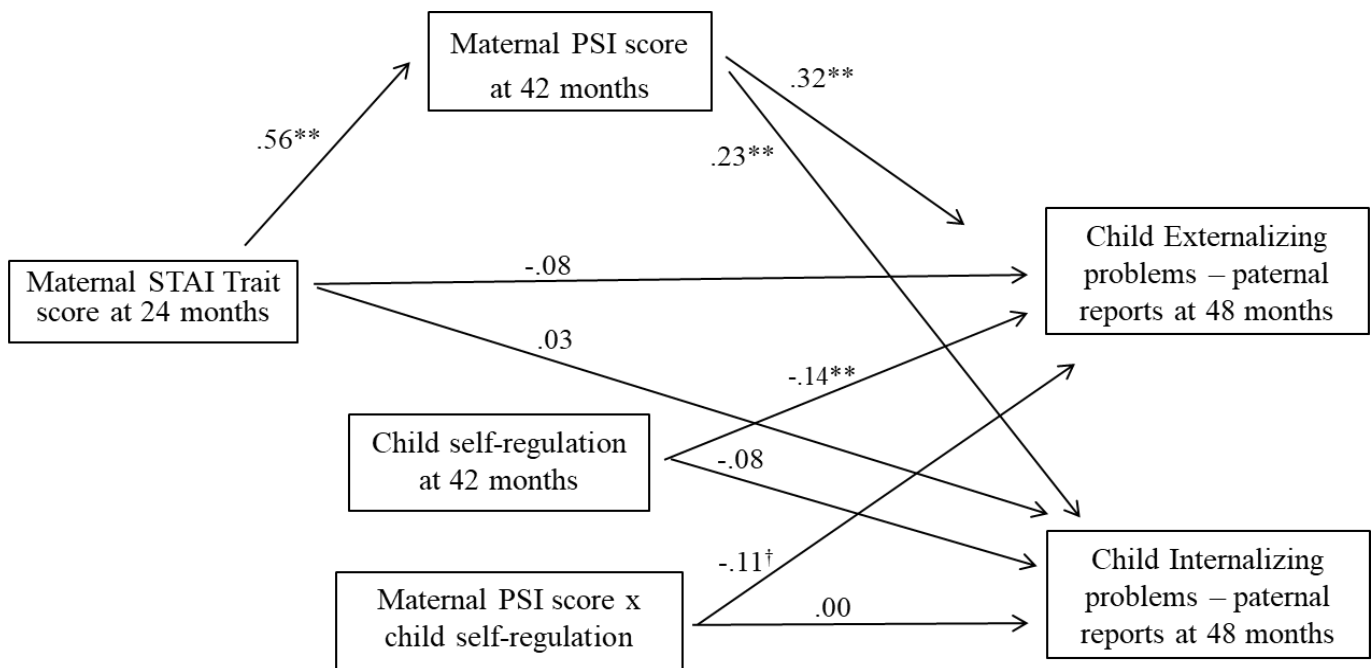 Maternal PSI score
at 42 months
.32**
.56**
.23**
Child Externalizing
problems – paternal
reports at 48 months
Maternal STAI Trait
score at 24 months
-.08
.03
-.14**
Child self-regulation
at 42 months
-.08
-.11†
Maternal PSI score x
child self-regulation
.00
Child Internalizing
problems – paternal
reports at 48 months